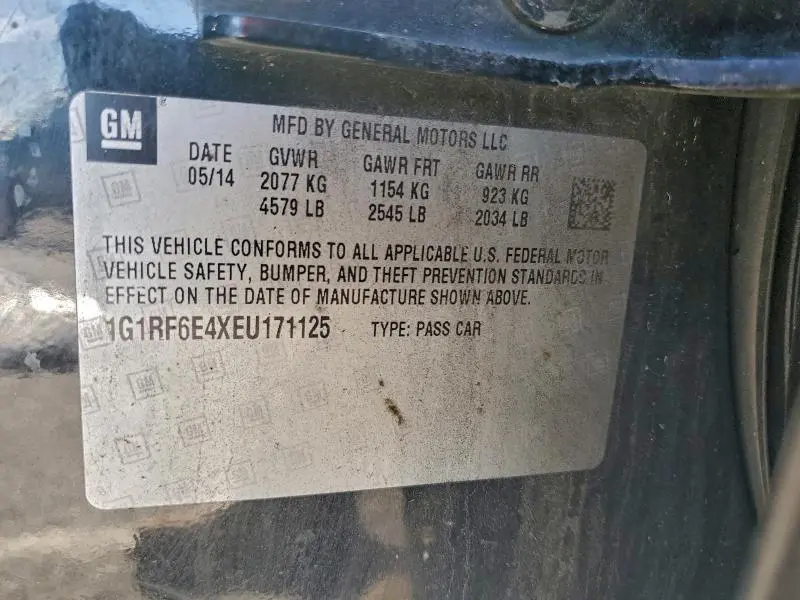 GM
MFD BY GENERAL MOTORS LLC
DATE GVWR GAWR FRT GAWR RR
05/14 2077 KG 1154 KG 923 KG
4579 LB 2545 LB 2034 LB
THIS VEHICLE CONFORMS TO ALL APPLICABLE U.S. FEDERAL MOTOR
VEHICLE SAFETY, BUMPER, AND THEFT PREVENTION STANDARDS IN
EFFECT ON THE DATE OF MANUFACTURE SHOWN ABOVE.
1G1RF6E4XEU171125 TYPE: PASS CAR